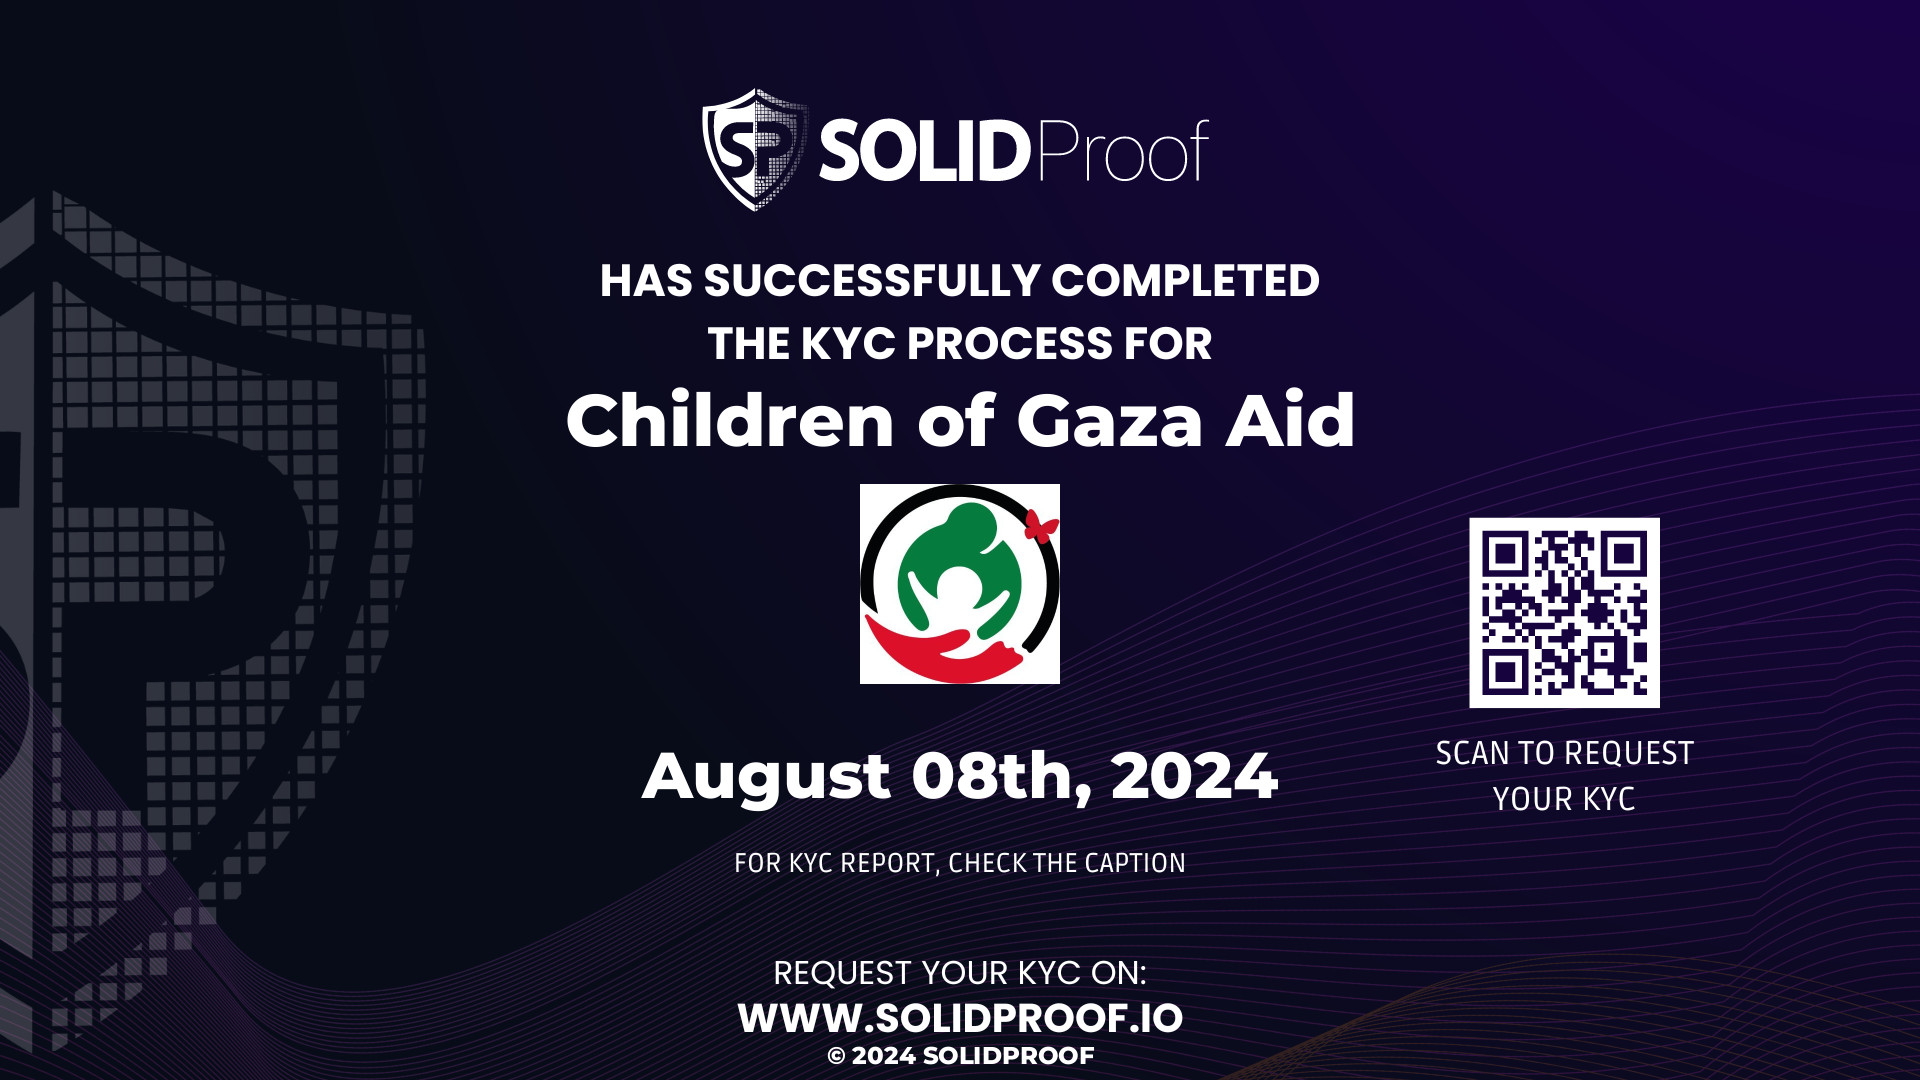 SP SOLIDProof
HAS SUCCESSFULLY COMPLETED
THE KYC PROCESS FOR
Children of Gaza Aid
August 08th, 2024
SCAN TO REQUEST
YOUR KYC
FOR KYC REPORT, CHECK THE CAPTION
REQUEST YOUR KYC ON:
WWW.SOLIDPROOF.IO
© 2024 SOLIDPROOF